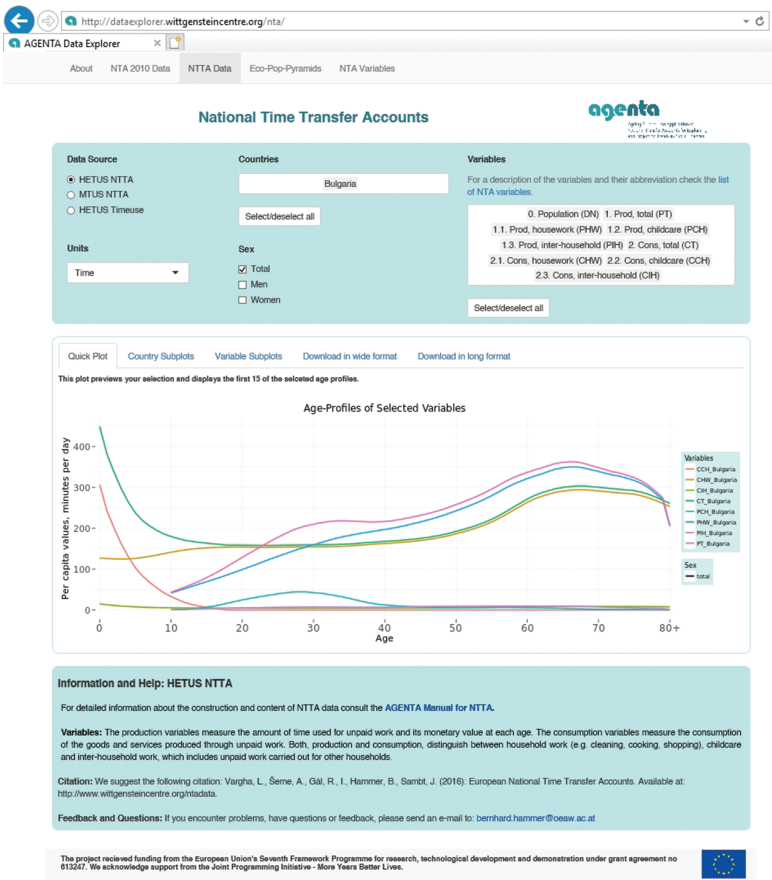 http://dataexplorer.wittgensteincentre.org/nta/
AGENTA Data Explorer
About NTA 2010 Data NTTA Data Eco-Pop-Pyramids NTA Variables
National Time Transfer Accounts
agenta
Data Source
HETUS NTTA
MTUS NTTA
HETUS Timeuse
Units
Time
Countries
Bulgaria
Select/deselect all
Sex
Total
Men
Women
Variables
For a description of the variables and their abbreviation check the list
of NTA variables.
0. Population (DN) 1. Prod, total (PT)
1.1. Prod, housework (PHW) 1.2. Prod, childcare (PCH)
1.3. Prod, inter-household (PIH) 2. Cons, total (CT)
2.1. Cons, housework (CHW) 2.2. Cons, childcare (CCH)
2.3. Cons, inter-household (CIH)
Select/deselect all
Quick Plot Country Subplots Variable Subplots Download in wide format Download in long format
This plot previews your selection and displays the first 15 of the selceted age profiles.
Age-Profiles of Selected Variables
Per capita values, minutes per day
400
300
200
100
0
0 10 20 30 40 50 60 70 80+
Age
Variables
CCH_Bulgaria
CHW_Bulgaria
CIH_Bulgaria
CT_Bulgaria
PCH_Bulgaria
PHW_Bulgaria
PIH_Bulgaria
PT_Bulgaria
Sex
total
Information and Help: HETUS NTTA
For detailed information about the construction and content of NTTA data consult the AGENTA Manual for NTTA.
Variables: The production variables measure the amount of time used for unpaid work and its monetary value at each age. The consumption variables measure the consumption
of the goods and services produced through unpaid work. Both, production and consumption, distinguish between household work (e.g. cleaning, cooking, shopping), childcare
and inter-household work, which includes unpaid work carried out for other households.
Citation: We suggest the following citation: Vargha, L., Šeme, A., Gál, R., I., Hammer, B., Sambt, J. (2016): European National Time Transfer Accounts. Available at:
http://www.wittgensteincentre.org/ntadata.
Feedback and Questions: If you encounter problems, have questions or feedback, please send an e-mail to: bernhard.hammer@oeaw.ac.at
The project recieved funding from the European Union's Seventh Framework Programme for research, technological development and demonstration under grant agreement no
613247. We acknowledge support from the Joint Programming Initiative - More Years Better Lives.